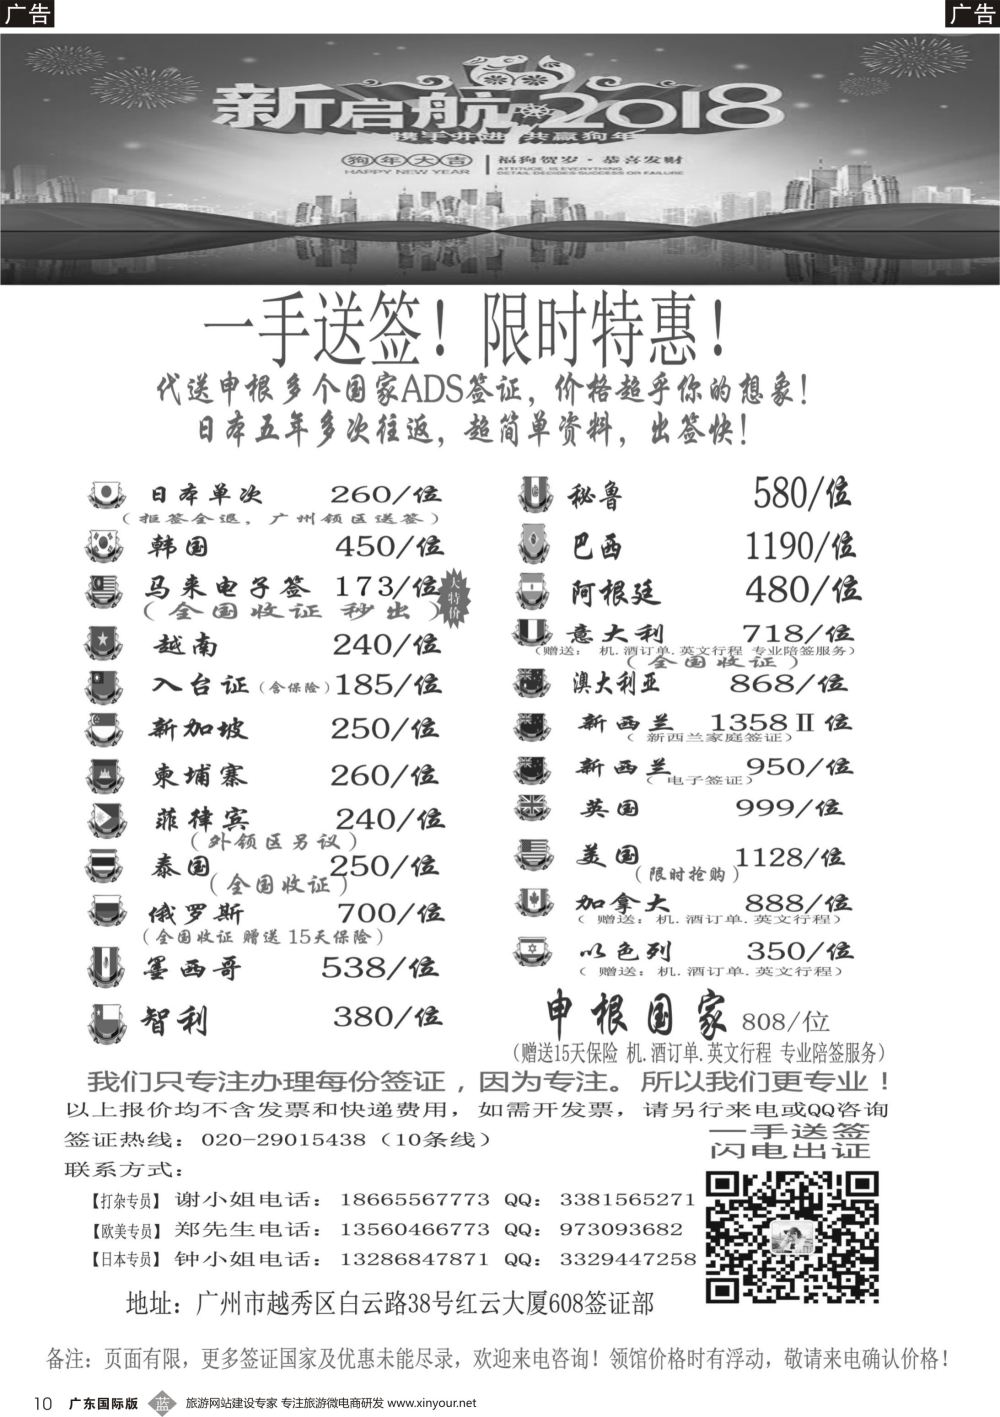 广告
广告
新启航 2018
携手并进 共赢狗年
狗年大吉
HAPPY NEW YEAR
福狗贺岁·恭喜发财
ATTITUDE IS EVERYTHING
DETAIL DECIDES SUCCESS OR FAILURE
一手送签！限时特惠！
代送申根多个国家ADS签证，价格超乎你的想象！
日本五年多次往返，超简单资料，出签快！
日本单次 260/位
（拒签全退，广州领区送签）
韩国 450/位
马来电子签 173/位
大特价
（全国收证 秒出）
越南 240/位
入台证（含保险）185/位
新加坡 250/位
柬埔寨 260/位
菲律宾 240/位
（外领区另议）
泰国 250/位
（全国收证）
俄罗斯 700/位
（全国收证 赠送 15天保险）
墨西哥 538/位
智利 380/位
秘鲁 580/位
巴西 1190/位
阿根廷 480/位
意大利 718/位
（赠送：机.酒订单.英文行程 专业陪签服务）
（全国收证）
澳大利亚 868/位
新西兰 1358Ⅱ位
（新西兰家庭签证）
新西兰 950/位
（电子签证）
英国 999/位
美国 1128/位
（限时抢购）
加拿大 888/位
（赠送：机.酒订单.英文行程）
以色列 350/位
（赠送：机.酒订单.英文行程）
申根国家 808/位
（赠送15天保险 机.酒订单.英文行程 专业陪签服务）
我们只专注办理每份签证，因为专注。所以我们更专业！
以上报价均不含发票和快递费用，如需开发票，请另行来电或QQ咨询
签证热线：020-29015438（10条线）
联系方式：
【打杂专员】谢小姐电话：18665567773 QQ：3381565271
【欧美专员】郑先生电话：13560466773 QQ：973093682
【日本专员】钟小姐电话：13286847871 QQ：3329447258
一手送签
闪电出证
地址：广州市越秀区白云路38号红云大厦608签证部
备注：页面有限，更多签证国家及优惠未能尽录，欢迎来电咨询！领馆价格时有浮动，敬请来电确认价格！
10 广东国际版 蓝 旅游网站建设专家 专注旅游微电商研发 www.xinyour.net